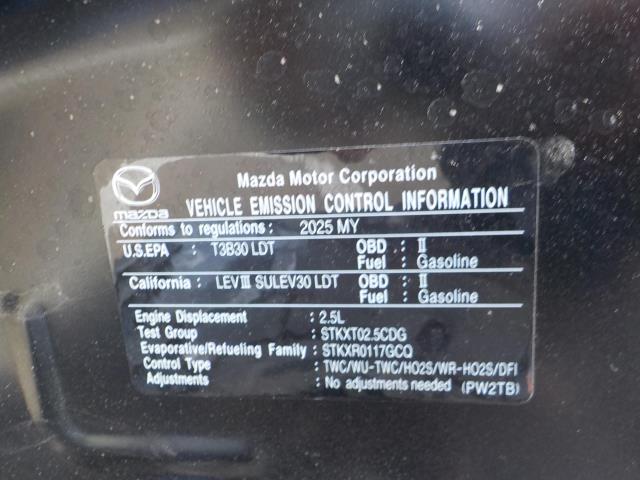 Mazda Motor Corporation
mazda VEHICLE EMISSION CONTROL INFORMATION
Conforms to regulations: 2025 MY
U.S.EPA : T3B30 LDT OBD : II
Fuel : Gasoline
California : LEV III SULEV30 LDT OBD : II
Fuel : Gasoline
Engine Displacement : 2.5L
Test Group : STKXT02.5CDG
Evaporative/Refueling Family : STKXR0117GCQ
Control Type : TWC/WU-TWC/HO2S/WR-HO2S/DFI
Adjustments : No adjustments needed (PW2TB)